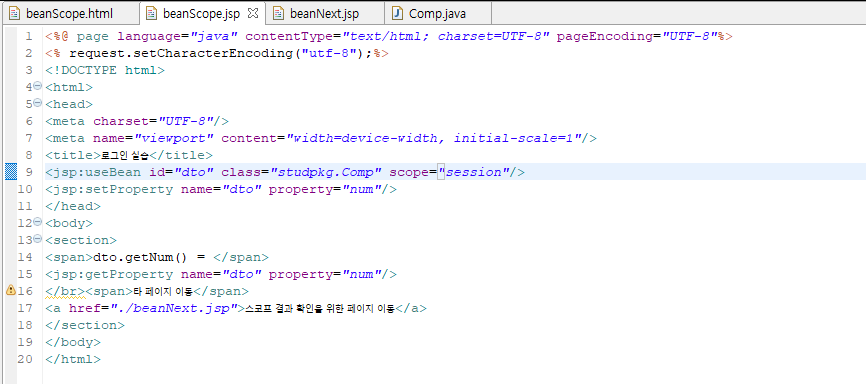 beanScope.html beanScope.jsp beanNext.jsp Comp.java
1 <%@ page language="java" contentType="text/html; charset=UTF-8" pageEncoding="UTF-8"%>
2 <% request.setCharacterEncoding("utf-8");%>
3 <!DOCTYPE html>
4 <html>
5 <head>
6 <meta charset="UTF-8"/>
7 <meta name="viewport" content="width=device-width, initial-scale=1"/>
8 <title>로그인 실습</title>
9 <jsp:useBean id="dto" class="studpkg.Comp" scope="session"/>
10 <jsp:setProperty name="dto" property="num"/>
11 </head>
12 <body>
13 <section>
14 <span>dto.getNum() = </span>
15 <jsp:getProperty name="dto" property="num"/>
16 </br><span>타 페이지 이동</span>
17 <a href="./beanNext.jsp">스코프 결과 확인을 위한 페이지 이동</a>
18 </section>
19 </body>
20 </html>